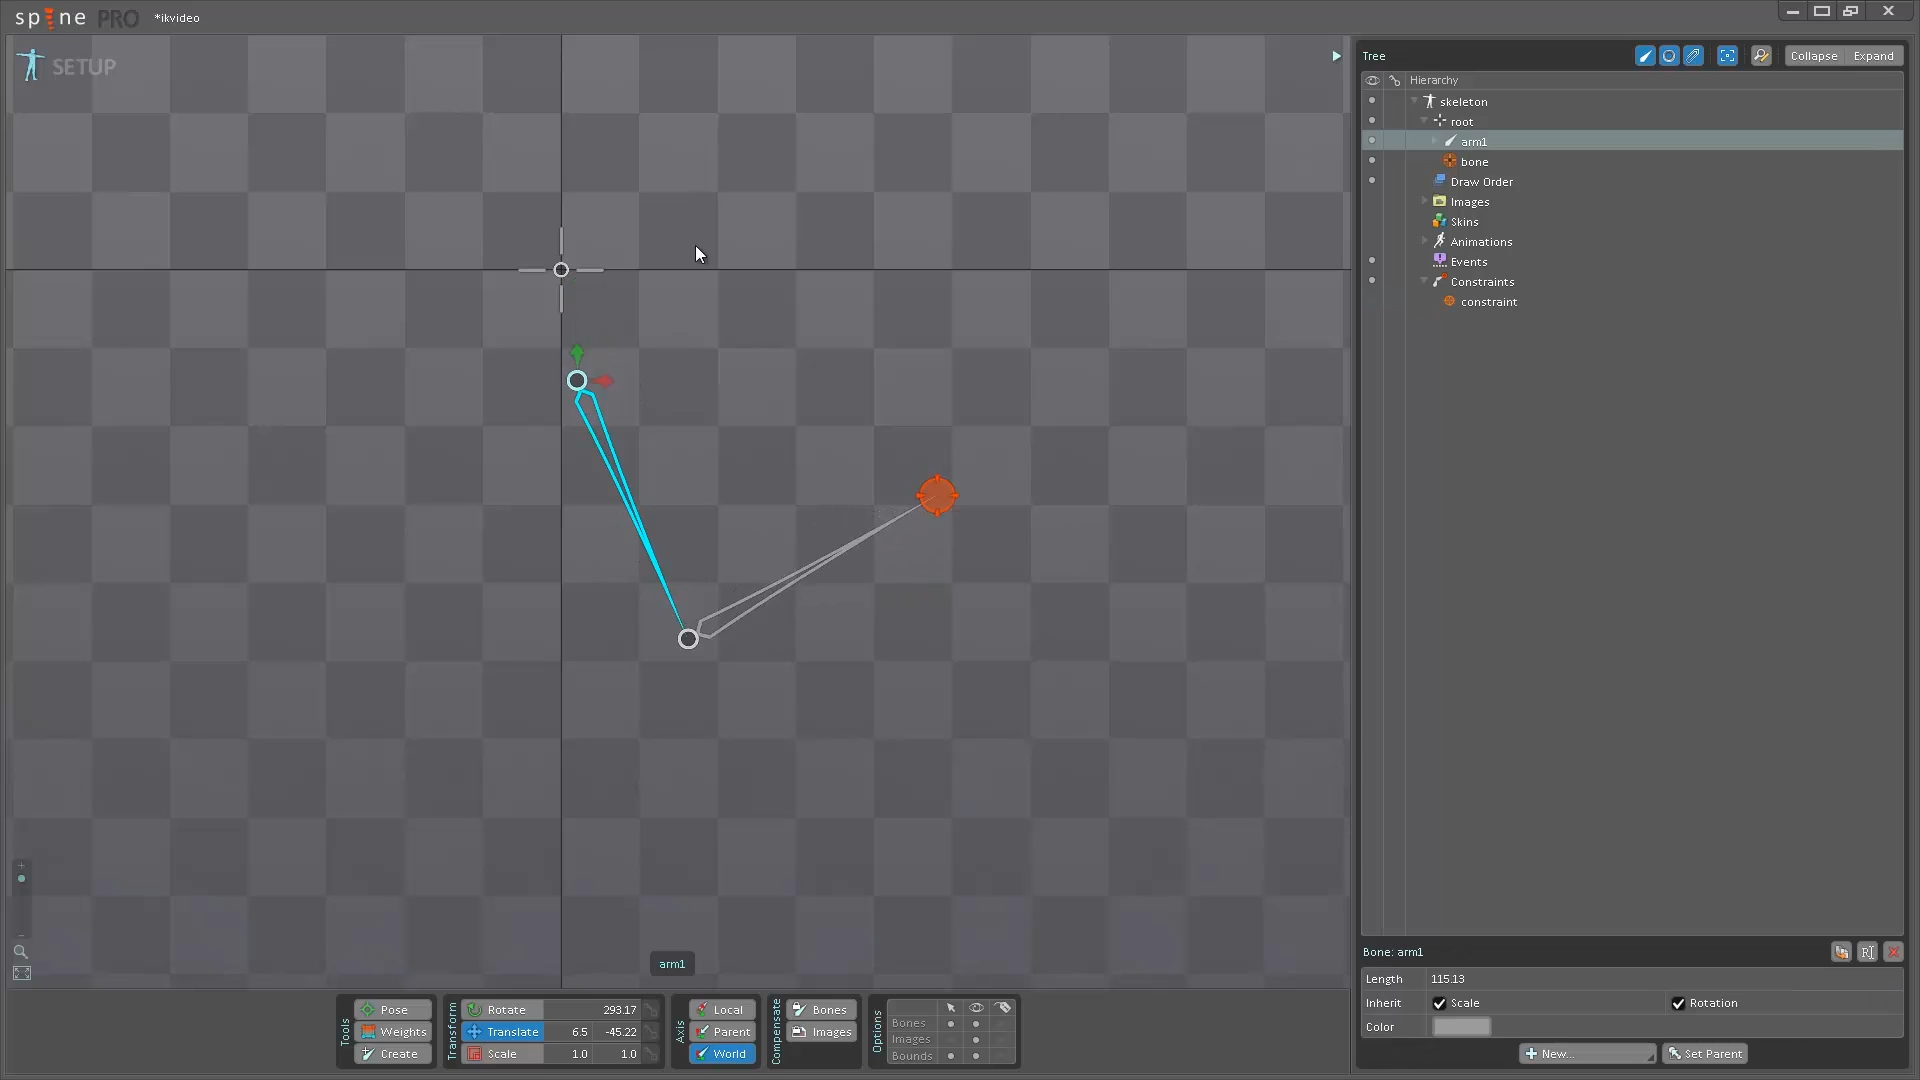 spine PRO *ikvideo
SETUP
Tree
Collapse Expand
Hierarchy
skeleton
root
arm1
bone
Draw Order
Images
Skins
Animations
Events
Constraints
constraint
arm1
Bone: arm1
Length 115.13
Inherit Scale Rotation
Color
New... Set Parent
Tools
Pose
Weights
Create
Transform
Rotate 293.17
Translate 6.5 -45.22
Scale 1.0 1.0
Axis
Local
Parent
World
Compensate
Bones
Images
Options
Bones
Images
Bounds